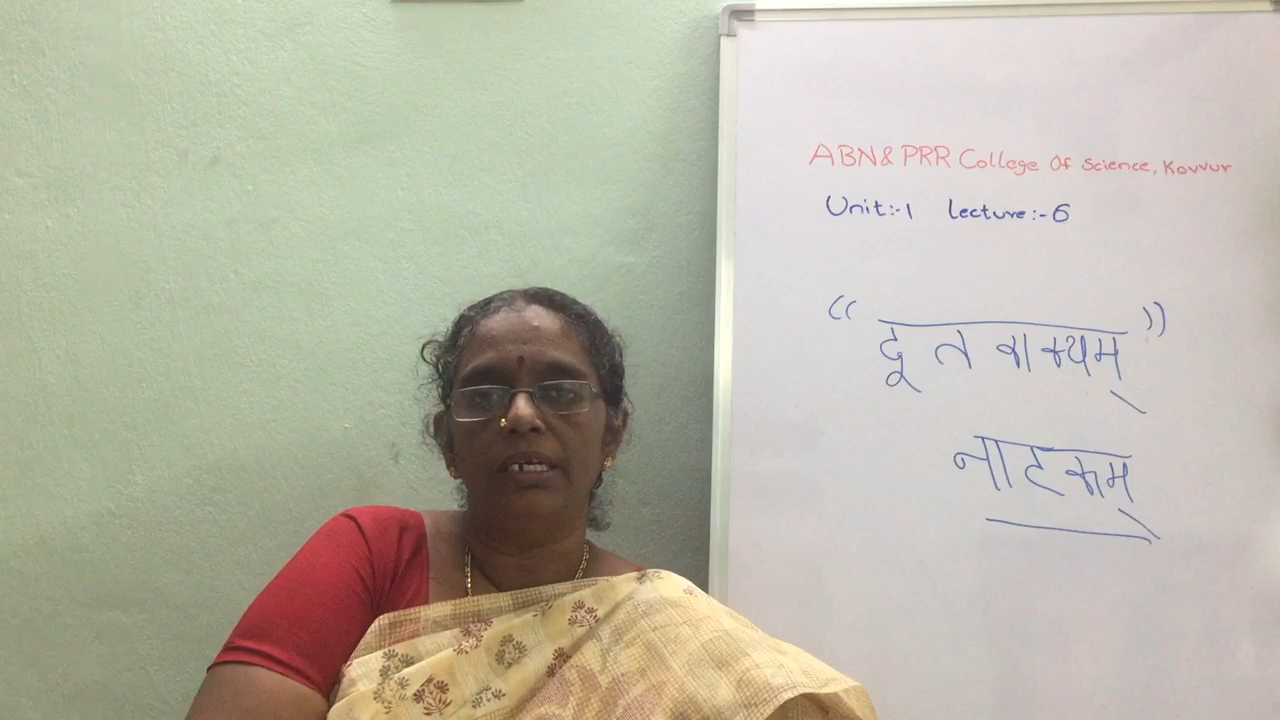 ABN & PRR College Of Science, Kovvur
Unit:-1 Lecture:-6
“दूतवाक्यम्”
नाटकम्